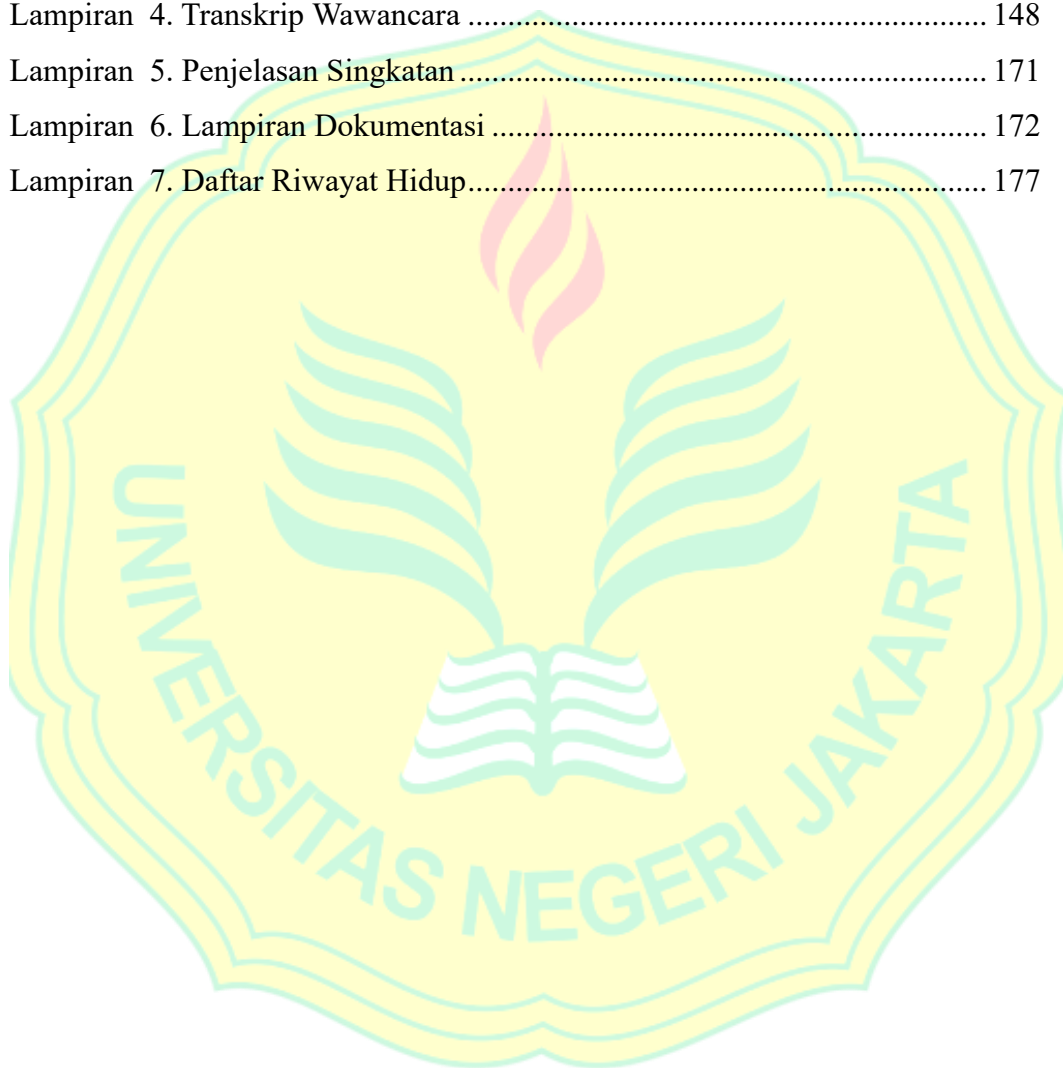 Lampiran  4. Transkrip Wawancara .................................................................. 148
Lampiran  5. Penjelasan Singkatan ................................................................... 171
Lampiran  6. Lampiran Dokumentasi ............................................................... 172
Lampiran  7. Daftar Riwayat Hidup.................................................................. 177
UNIVERSITAS NEGERI JAKARTA